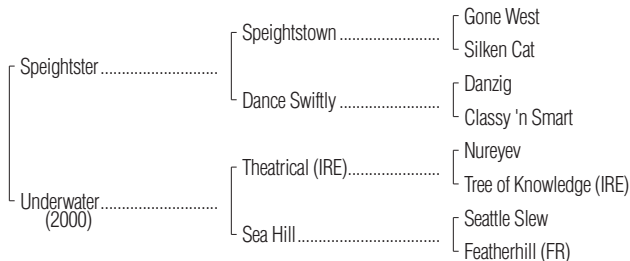 Gone West
Speightstown ..........................
Silken Cat
Speightster..............................
Danzig
Dance Swiftly ..........................
Classy 'n Smart
Nureyev
Theatrical (IRE)........................
Tree of Knowledge (IRE)
Underwater..............................
(2000)
Seattle Slew
Sea Hill.....................................
Featherhill (FR)